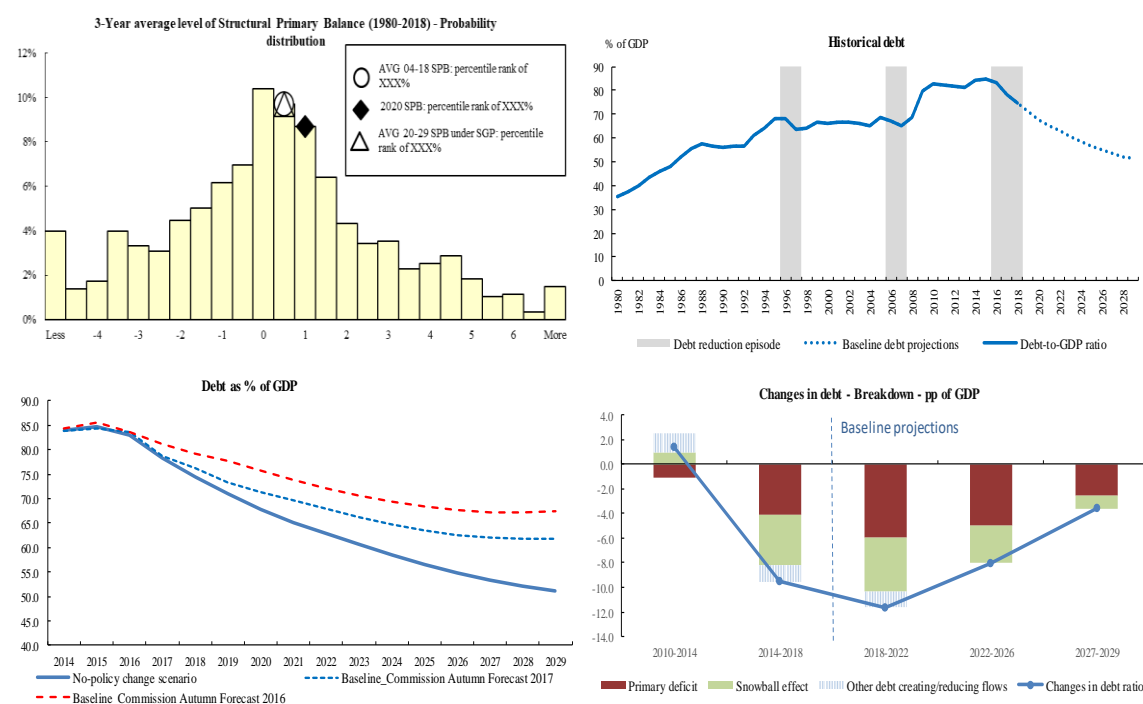 3-Year average level of Structural Primary Balance (1980-2018) - Probability
distribution
12%
10%
8%
6%
4%
2%
0%
AVG 04-18 SPB: percentile rank of
XXX%
2020 SPB: percentile rank of XXX%
AVG 20-29 SPB under SGP: percentile
rank of XXX%
Less -4 -3 -2 -1 0 1 2 3 4 5 6 More
% of GDP
Historical debt
90
80
70
60
50
40
30
20
10
0
1980 1982 1984 1986 1988 1990 1992 1994 1996 1998 2000 2002 2004 2006 2008 2010 2012 2014 2016 2018 2020 2022 2024 2026 2028
Debt reduction episode Baseline debt projections Debt-to-GDP ratio
Debt as % of GDP
90.0
85.0
80.0
75.0
70.0
65.0
60.0
55.0
50.0
45.0
40.0
2014 2015 2016 2017 2018 2019 2020 2021 2022 2023 2024 2025 2026 2027 2028 2029
No-policy change scenario Baseline_Commission Autumn Forecast 2017
Baseline_Commission Autumn Forecast 2016
Changes in debt - Breakdown - pp of GDP
4.0
2.0
0.0
-2.0
-4.0
-6.0
-8.0
-10.0
-12.0
-14.0
Baseline projections
2010-2014 2014-2018 2018-2022 2022-2026 2027-2029
Primary deficit Snowball effect Other debt creating/reducing flows Changes in debt ratio